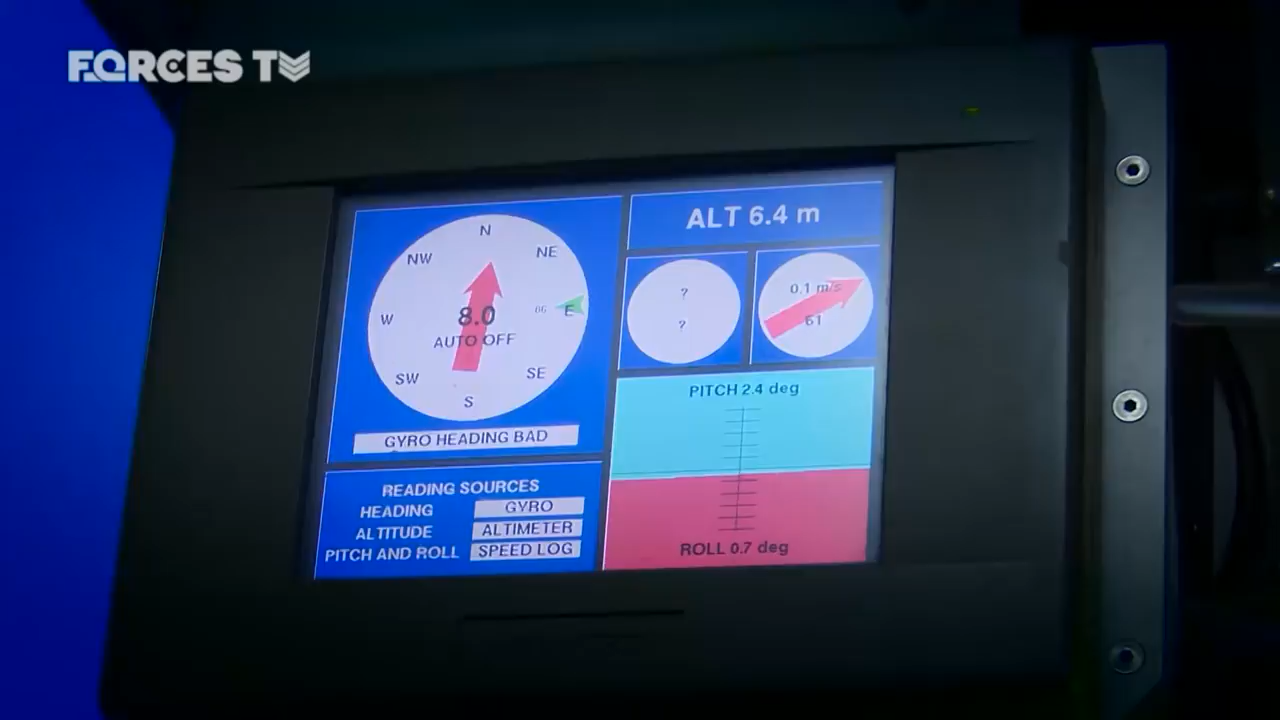 FORCES TV
ALT 6.4 m
N
NW
NE
W
E
8.0
AUTO OFF
SW
SE
S
GYRO HEADING BAD
?
?
0.1 m/s
61
PITCH 2.4 deg
ROLL 0.7 deg
READING SOURCES
HEADING GYRO
ALTITUDE ALTIMETER
PITCH AND ROLL SPEED LOG